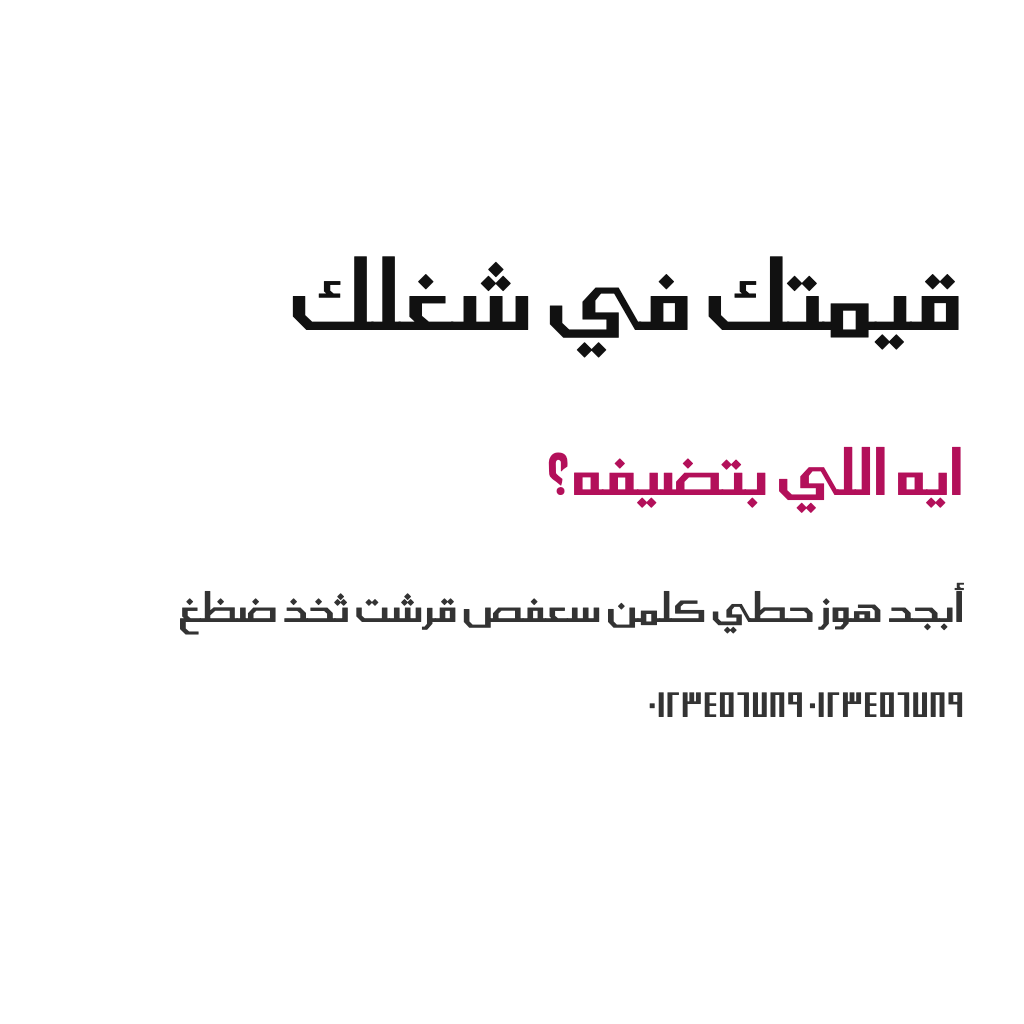 قيمتك في شغلك
ايه اللي بتضيفه؟
أبجد هوز حطي كلمن سعفص قرشت ثخذ ضظغ
٠١٢٣٤٥٦٧٨٩ ٠١٢٣٤٥٦٧٨٩